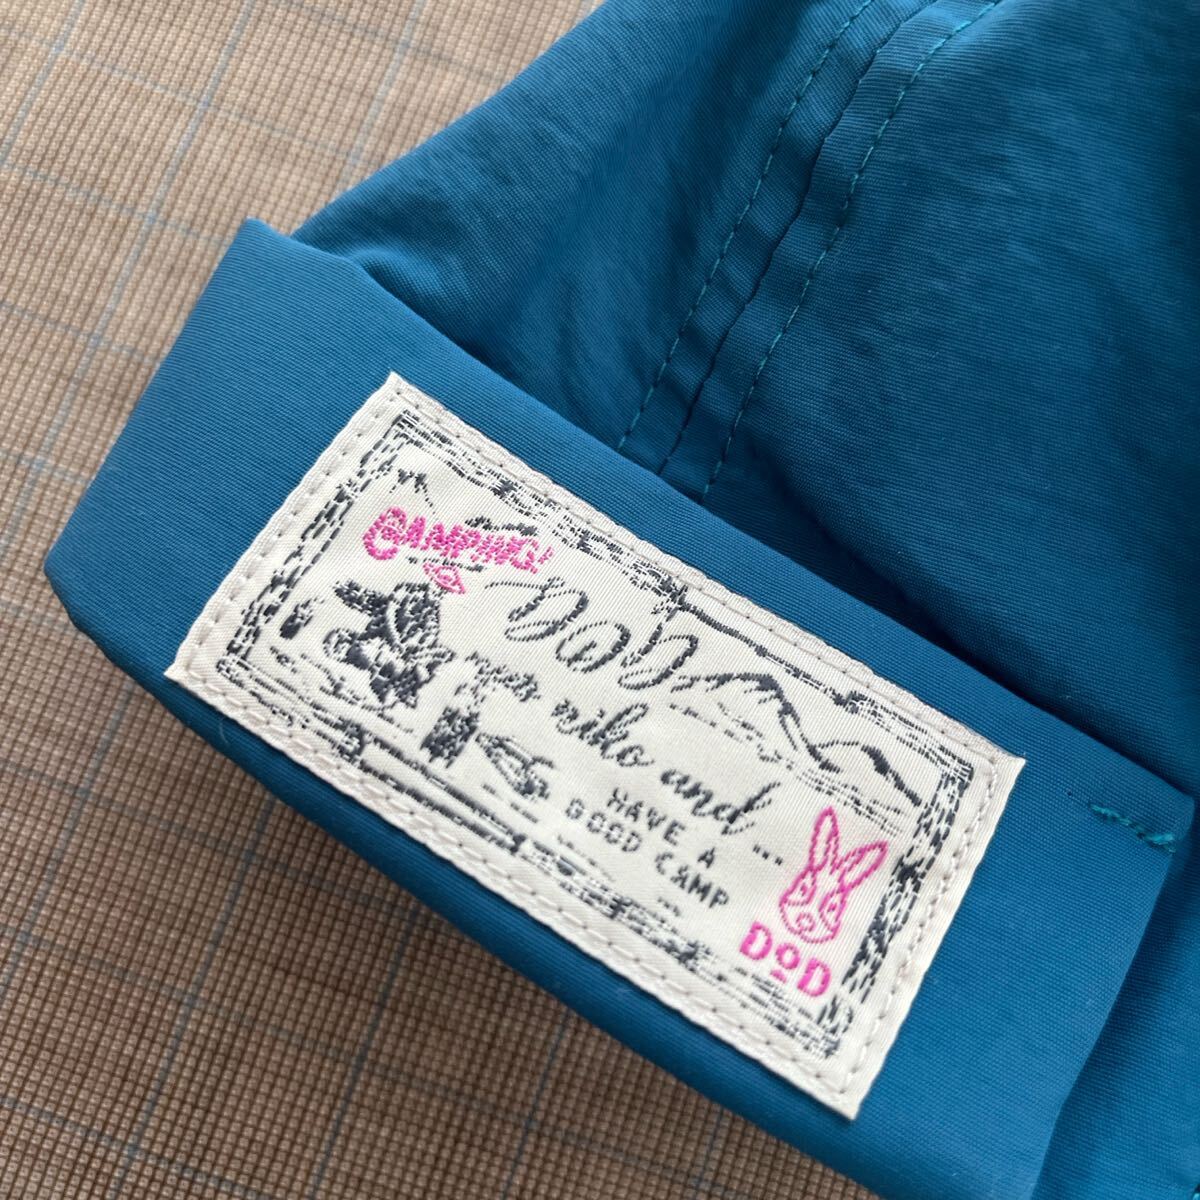 CAMPING!
DOD
niko and ...
HAVE A
GOOD CAMP
...
DOD